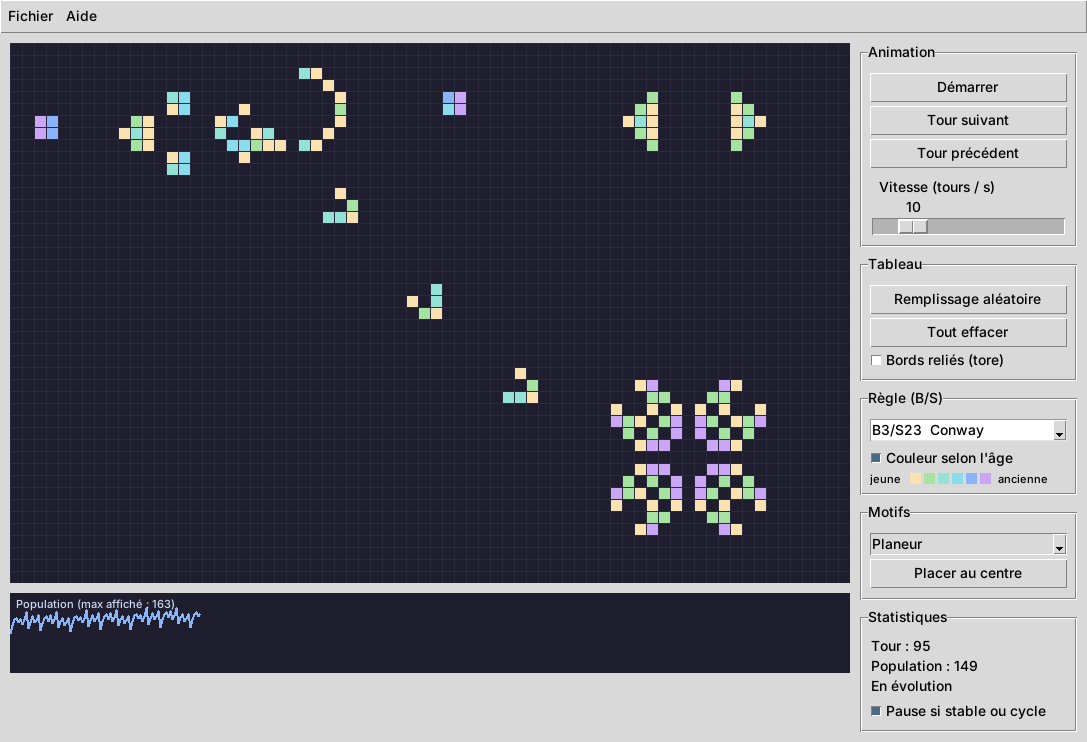 Fichier Aide
Animation
Démarrer
Tour suivant
Tour précédent
Vitesse (tours / s)
10
Tableau
Remplissage aléatoire
Tout effacer
Bords reliés (tore)
Règle (B/S)
B3/S23 Conway
Couleur selon l'âge
jeune ancienne
Motifs
Planeur
Placer au centre
Population (max affiché : 163)
Statistiques
Tour : 95
Population : 149
En évolution
Pause si stable ou cycle